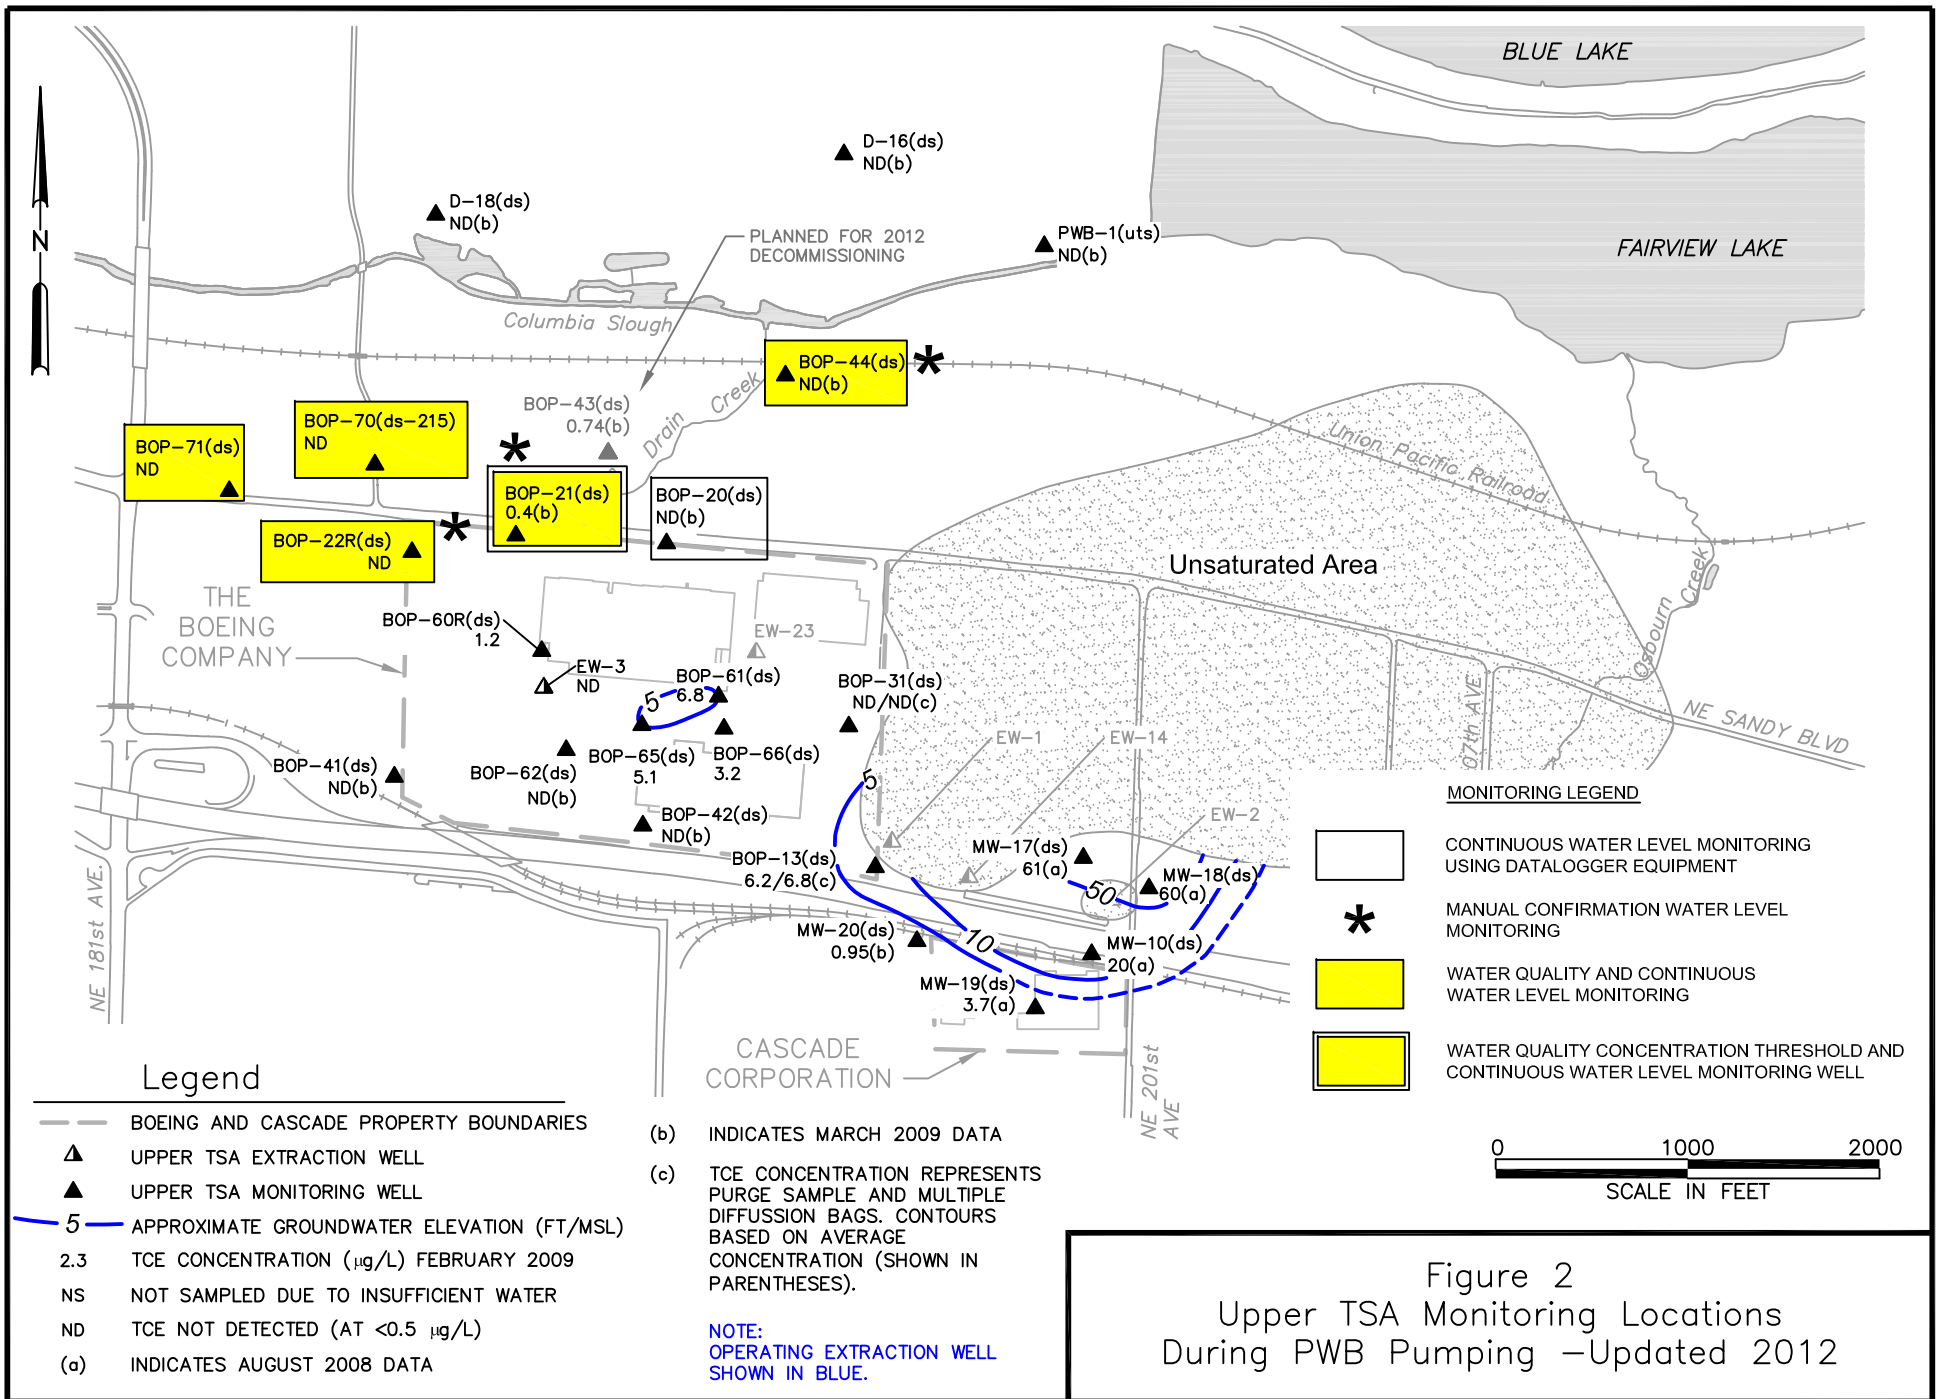 BLUE LAKE
FAIRVIEW LAKE
N
D-16(ds)
ND(b)
D-18(ds)
ND(b)
PLANNED FOR 2012
DECOMMISSIONING
PWB-1(uts)
ND(b)
Columbia Slough
BOP-44(ds)
ND(b)
*
BOP-43(ds)
0.74(b)
Drain Creek
BOP-70(ds-215)
ND
BOP-71(ds)
ND
*
BOP-21(ds)
0.4(b)
BOP-20(ds)
ND(b)
*
BOP-22R(ds)
ND
Union Pacific Railroad
Unsaturated Area
Osbourn Creek
THE
BOEING
COMPANY
BOP-60R(ds)
1.2
EW-23
EW-3
ND
BOP-61(ds)
6.8
5
BOP-31(ds)
ND/ND(c)
NE SANDY BLVD
07th AVE
EW-1
EW-14
BOP-65(ds)
5.1
BOP-66(ds)
3.2
BOP-62(ds)
ND(b)
BOP-41(ds)
ND(b)
5
BOP-42(ds)
ND(b)
EW-2
BOP-13(ds)
6.2/6.8(c)
MW-17(ds)
61(a)
50
MW-18(ds)
60(a)
MW-20(ds)
0.95(b)
10
MW-10(ds)
20(a)
MW-19(ds)
3.7(a)
NE 181st AVE.
CASCADE
CORPORATION
NE 201st
AVE
MONITORING LEGEND
CONTINUOUS WATER LEVEL MONITORING
USING DATALOGGER EQUIPMENT
*
MANUAL CONFIRMATION WATER LEVEL
MONITORING
WATER QUALITY AND CONTINUOUS
WATER LEVEL MONITORING
WATER QUALITY CONCENTRATION THRESHOLD AND
CONTINUOUS WATER LEVEL MONITORING WELL
0 1000 2000
SCALE IN FEET
Legend
BOEING AND CASCADE PROPERTY BOUNDARIES
UPPER TSA EXTRACTION WELL
UPPER TSA MONITORING WELL
5 APPROXIMATE GROUNDWATER ELEVATION (FT/MSL)
2.3 TCE CONCENTRATION (µg/L) FEBRUARY 2009
NS NOT SAMPLED DUE TO INSUFFICIENT WATER
ND TCE NOT DETECTED (AT <0.5 µg/L)
(a) INDICATES AUGUST 2008 DATA
(b) INDICATES MARCH 2009 DATA
(c) TCE CONCENTRATION REPRESENTS
PURGE SAMPLE AND MULTIPLE
DIFFUSSION BAGS. CONTOURS
BASED ON AVERAGE
CONCENTRATION (SHOWN IN
PARENTHESES).
NOTE:
OPERATING EXTRACTION WELL
SHOWN IN BLUE.
Figure 2
Upper TSA Monitoring Locations
During PWB Pumping -Updated 2012